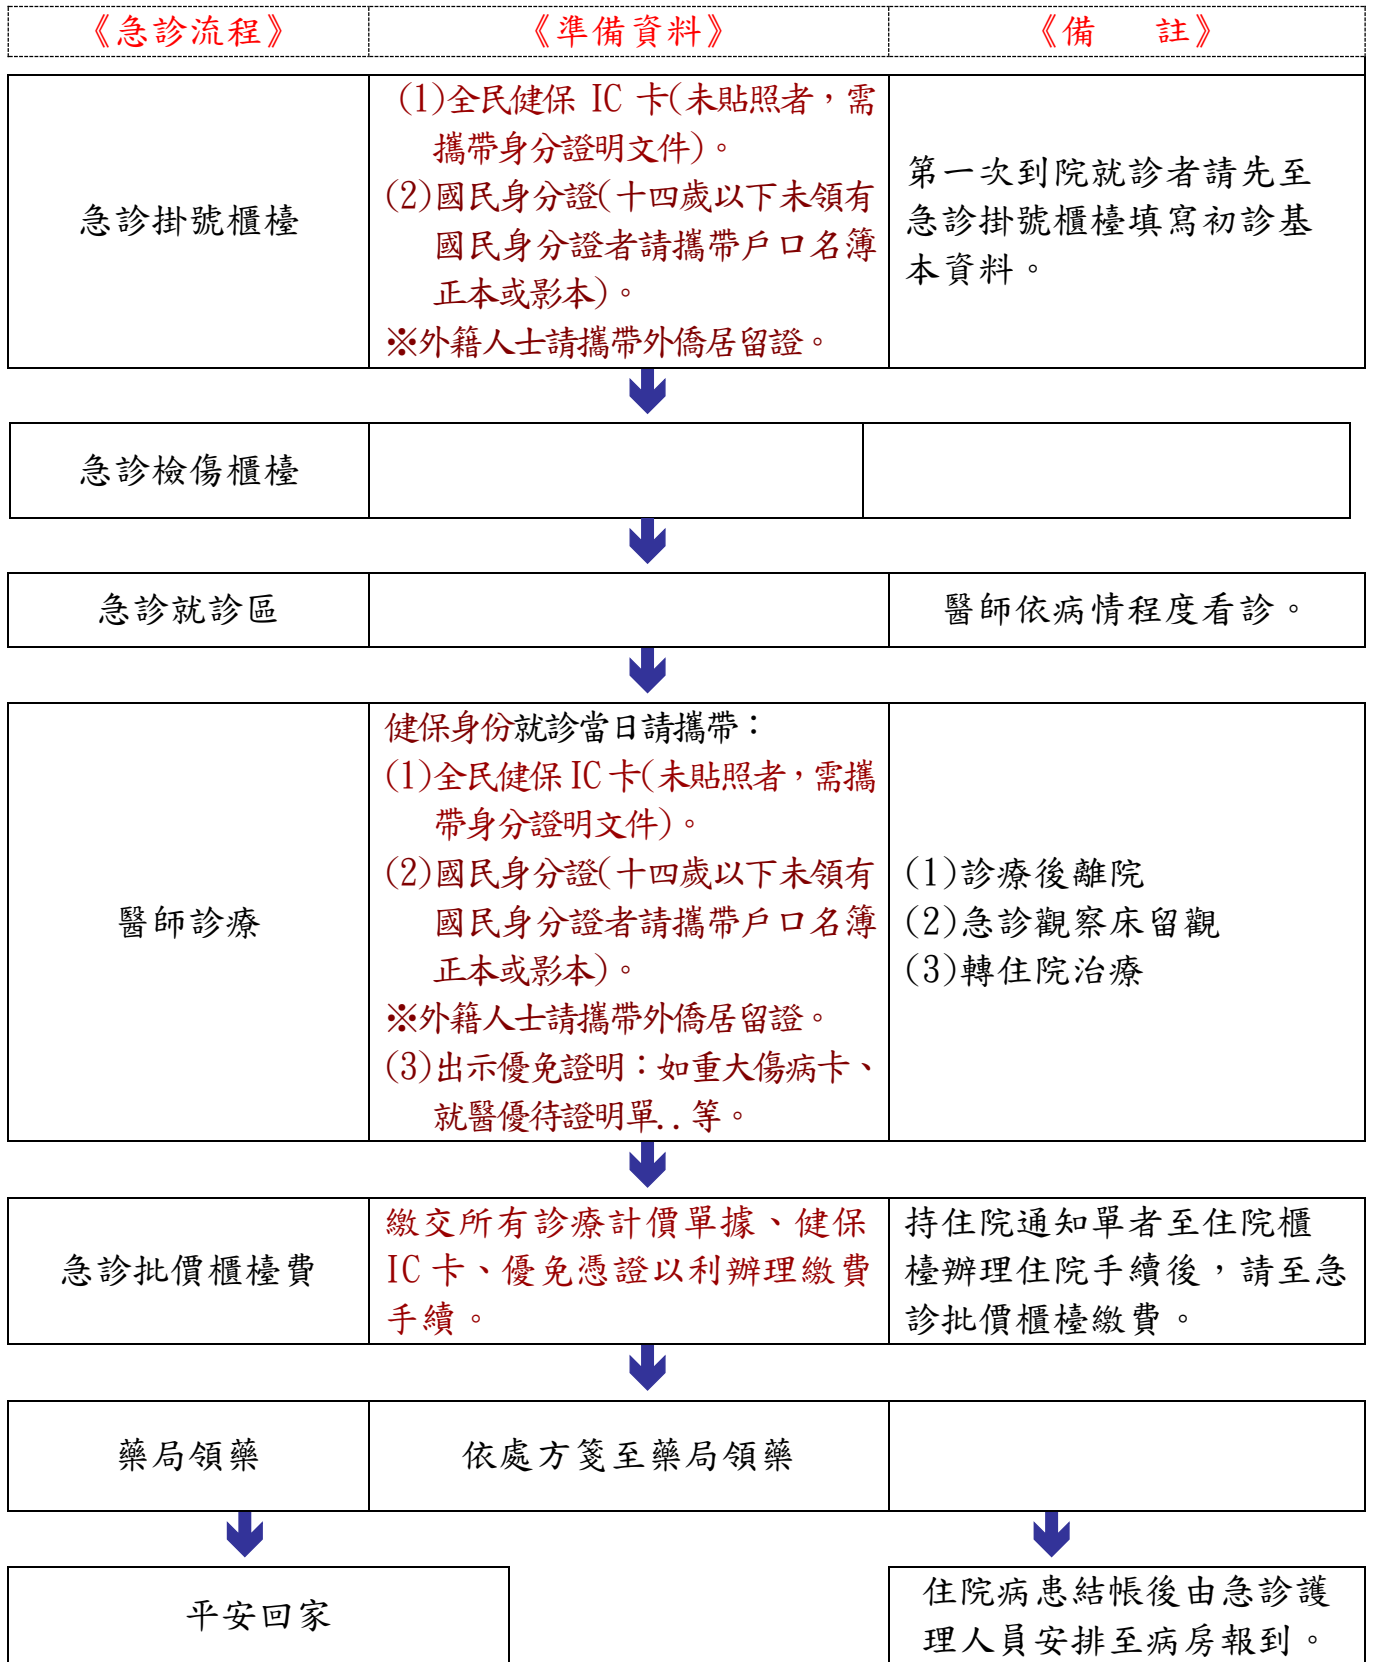 《急診流程》
《準備資料》
《備　註》
急診掛號櫃檯
(1)全民健保 IC 卡(未貼照者，需
攜帶身分證明文件)。
(2)國民身分證(十四歲以下未領有
國民身分證者請攜帶戶口名簿
正本或影本)。
※外籍人士請攜帶外僑居留證。
第一次到院就診者請先至
急診掛號櫃檯填寫初診基
本資料。
急診檢傷櫃檯
急診就診區
醫師依病情程度看診。
醫師診療
健保身份就診當日請攜帶：
(1)全民健保 IC 卡(未貼照者，需攜
帶身分證明文件)。
(2)國民身分證(十四歲以下未領有
國民身分證者請攜帶戶口名簿
正本或影本)。
※外籍人士請攜帶外僑居留證。
(3)出示優免證明：如重大傷病卡、
就醫優待證明單..等。
(1)診療後離院
(2)急診觀察床留觀
(3)轉住院治療
急診批價櫃檯費
繳交所有診療計價單據、健保
IC 卡、優免憑證以利辦理繳費
手續。
持住院通知單者至住院櫃
檯辦理住院手續後，請至急
診批價櫃檯繳費。
藥局領藥
依處方箋至藥局領藥
平安回家
住院病患結帳後由急診護
理人員安排至病房報到。